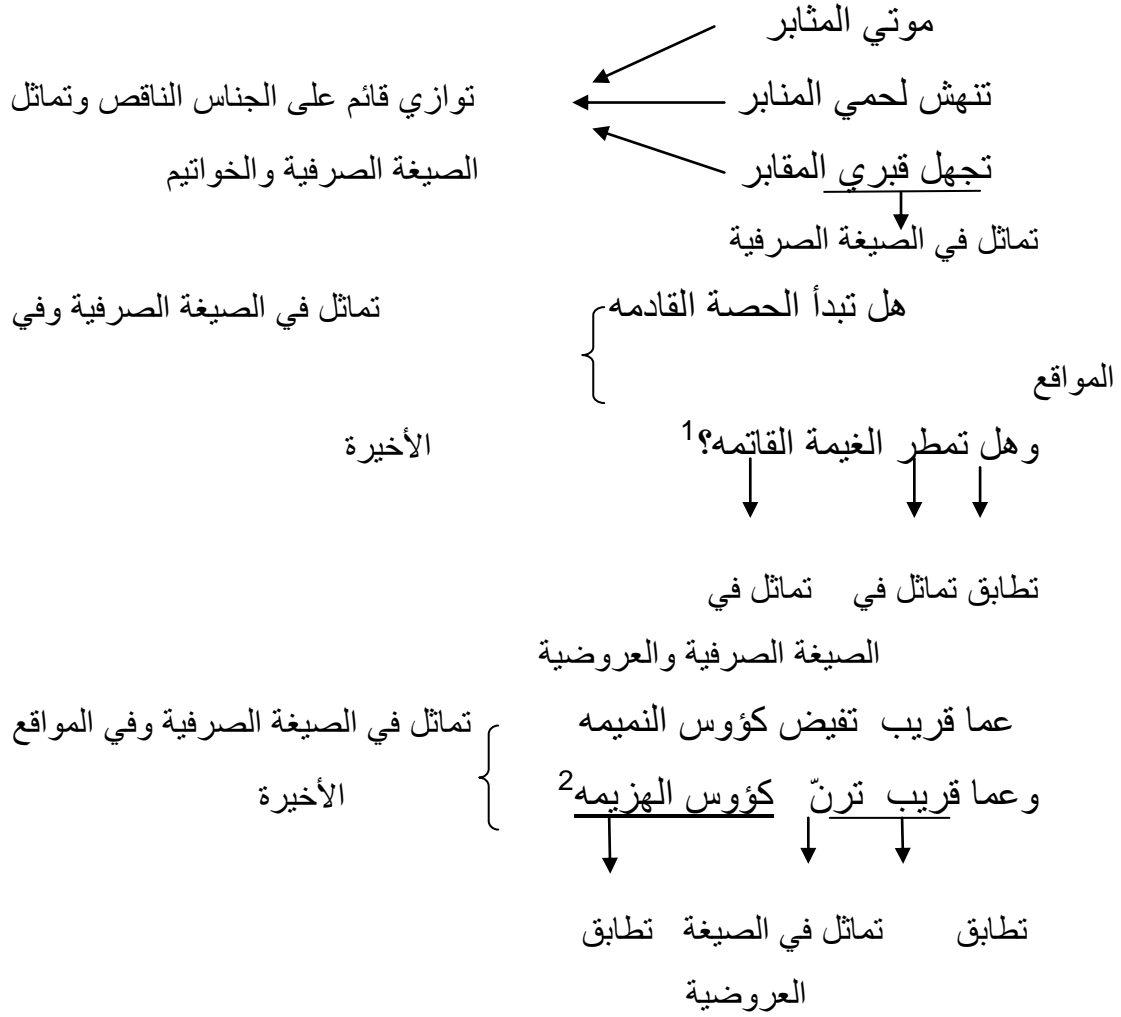 موتي المثابر
تنهش لحمي المنابر توازي قائم على الجناس الناقص وتماثل
تجهل قبري المقابر الصيغة الصرفية والخواتيم
تماثل في الصيغة الصرفية
هل تبدأ الحصة القادمه تماثل في الصيغة الصرفية وفي
المواقع
وهل تمطر الغيمة القاتمه؟1 الأخيرة
تطابق تماثل في تماثل في
الصيغة الصرفية والعروضية
عما قريب تفيض كؤوس النميمه تماثل في الصيغة الصرفية وفي المواقع
وعما قريب ترنّ كؤوس الهزيمه2 الأخيرة
تطابق تماثل في الصيغة تطابق
العروضية